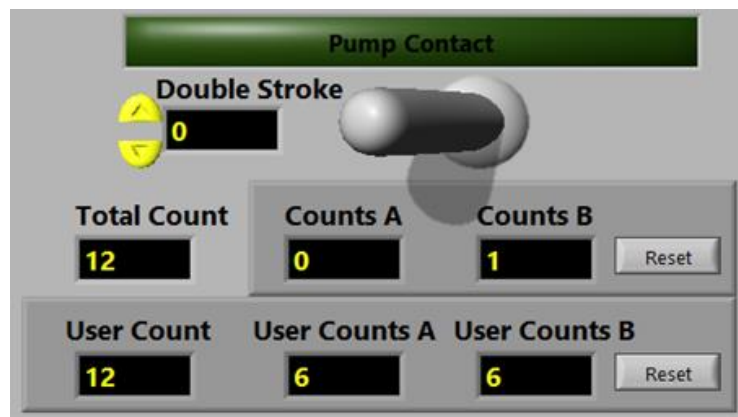 Pump Contact
Double Stroke
0
Total Count Counts A Counts B
12 0 1 Reset
User Count User Counts A User Counts B
12 6 6 Reset